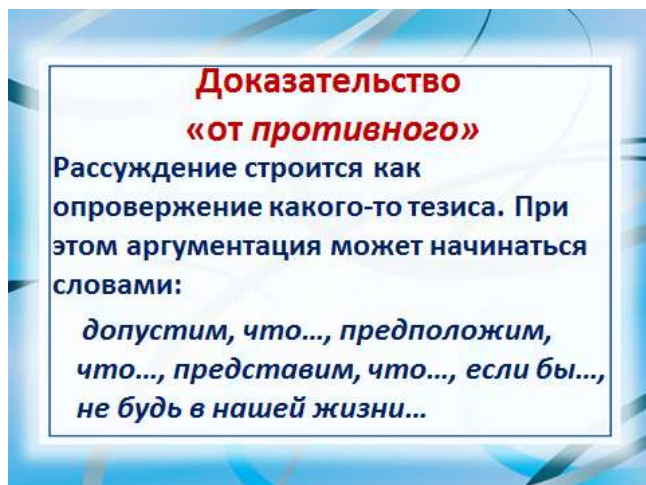 Доказательство
«от противного»
Рассуждение строится как
опровержение какого-то тезиса. При
этом аргументация может начинаться
словами:
допустим, что…, предположим,
что…, представим, что…, если бы…,
не будь в нашей жизни…